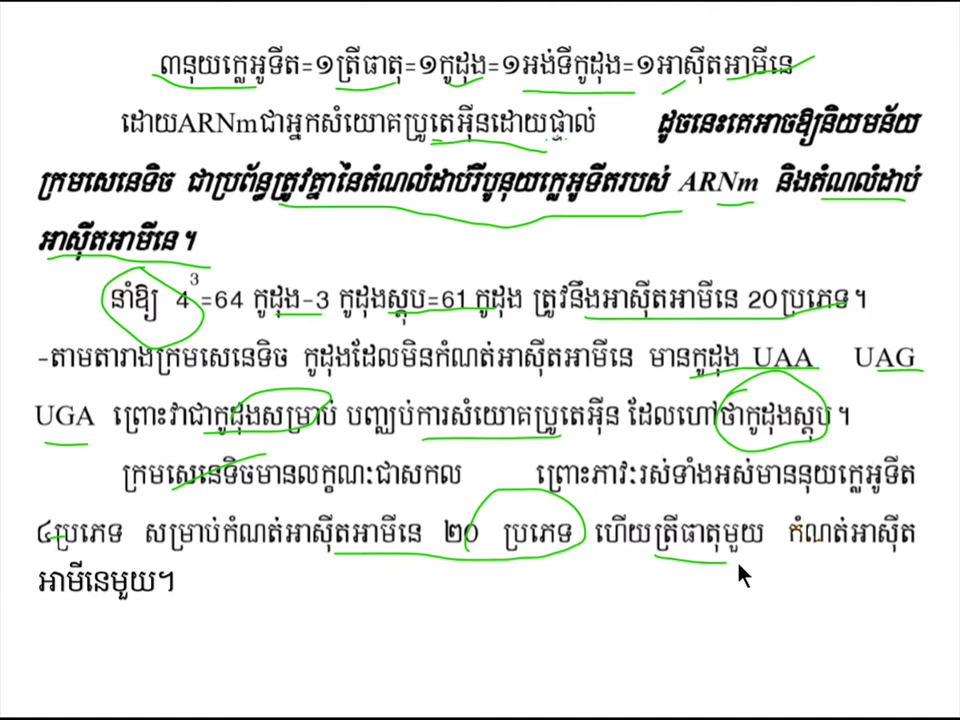 ៣នុយក្លេអូទីត=១ត្រីធាតុ=១កូដុង=១អង់ទីកូដុង=១អាស៊ីតអាមីនេ
ដោយARNmជាអ្នកសំយោគប្រូតេអ៊ីនដោយផ្ទាល់ ដូចនេះគេអាចឱ្យនិយមន័យ
ក្រមសេនេទិច ជាប្រព័ន្ធត្រូវគ្នានៃតំណលំដាប់រីបូនុយក្លេអូទីតរបស់ ARNm និងតំណលំដាប់
អាស៊ីតអាមីនេ។
នាំឱ្យ 4³=64 កូដុង-3 កូដុងស្តុប=61 កូដុង ត្រូវនឹងអាស៊ីតអាមីនេ 20ប្រភេទ។
-តាមតារាងក្រមសេនេទិច កូដុងដែលមិនកំណត់អាស៊ីតអាមីនេ មានកូដុង UAA UAG
UGA ព្រោះវាជាកូដុងសម្រាប់ បញ្ឈប់ការសំយោគប្រូតេអ៊ីន ដែលហៅថាកូដុងស្តុប។
ក្រមសេនេទិចមានលក្ខណៈជាសកល ព្រោះភាវៈរស់ទាំងអស់មាននុយក្លេអូទីត
៤ប្រភេទ សម្រាប់កំណត់អាស៊ីតអាមីនេ ២០ ប្រភេទ ហើយត្រីធាតុមួយ កំណត់អាស៊ីត
អាមីនេមួយ។